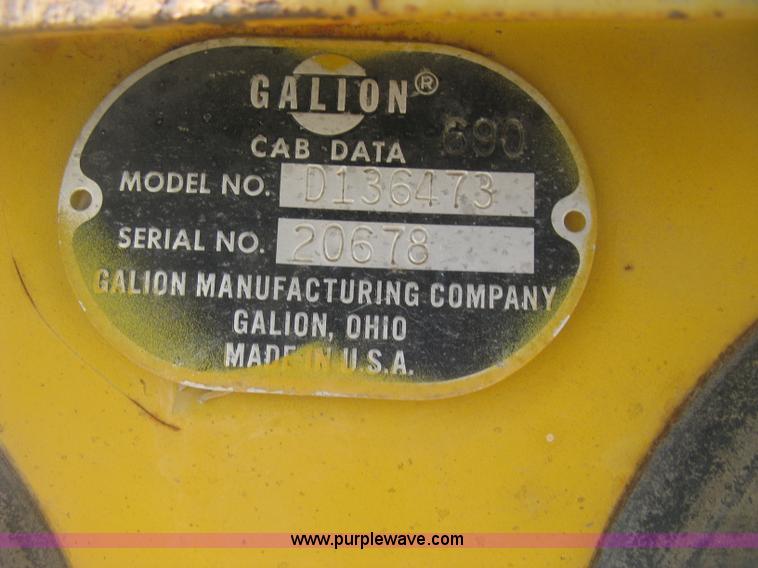 GALION®
690
CAB DATA
MODEL NO. D136473
SERIAL NO. 20678
GALION MANUFACTURING COMPANY
GALION, OHIO
MADE IN U.S.A.
www.purplewave.com